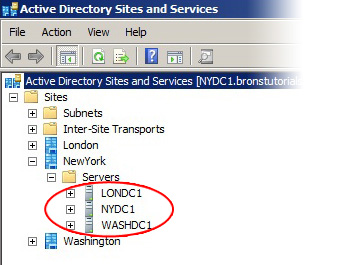 Active Directory Sites and Services
File Action View Help
Active Directory Sites and Services [NYDC1.bronstutorial
Sites
Subnets
Inter-Site Transports
London
NewYork
Servers
LONDC1
NYDC1
WASHDC1
Washington